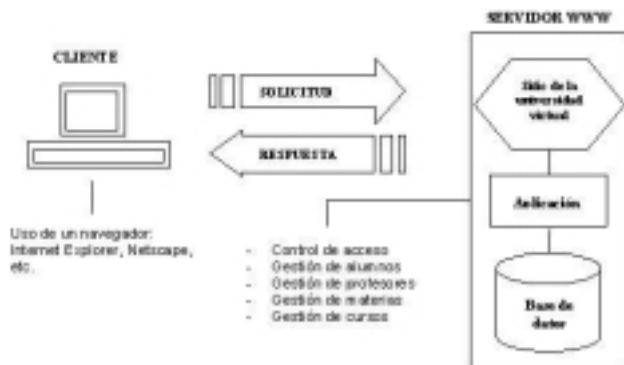 SERVIDOR WWW
CLIENTE
SOLICITUD
RESPUESTA
Sitio de la
universidad
virtual
Aplicación
Base de
datos
Uso de un navegador:
Internet Explorer, Netscape,
etc.
- Control de acceso
- Gestión de alumnos
- Gestión de profesores
- Gestión de materias
- Gestión de cursos